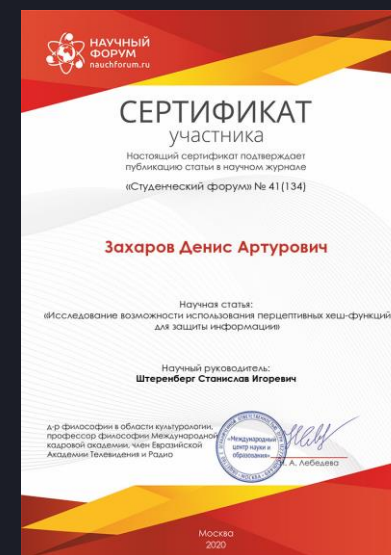 НАУЧНЫЙ
ФОРУМ
nauchforum.ru
СЕРТИФИКАТ
участника
Настоящий сертификат подтверждает
публикацию статьи в научном журнале
«Студенческий форум» № 41(134)
Захаров Денис Артурович
Научная статья:
«Исследование возможности использования перцептивных хеш-функций
для защиты информации»
Научный руководитель:
Штеренберг Станислав Игоревич
д-р философии в области культурологии,
профессор философии Международной
кадровой академии, член Евразийской
Академии Телевидения и Радио
«Международный
центр науки и
образования»
Н. А. Лебедева
Москва
2020